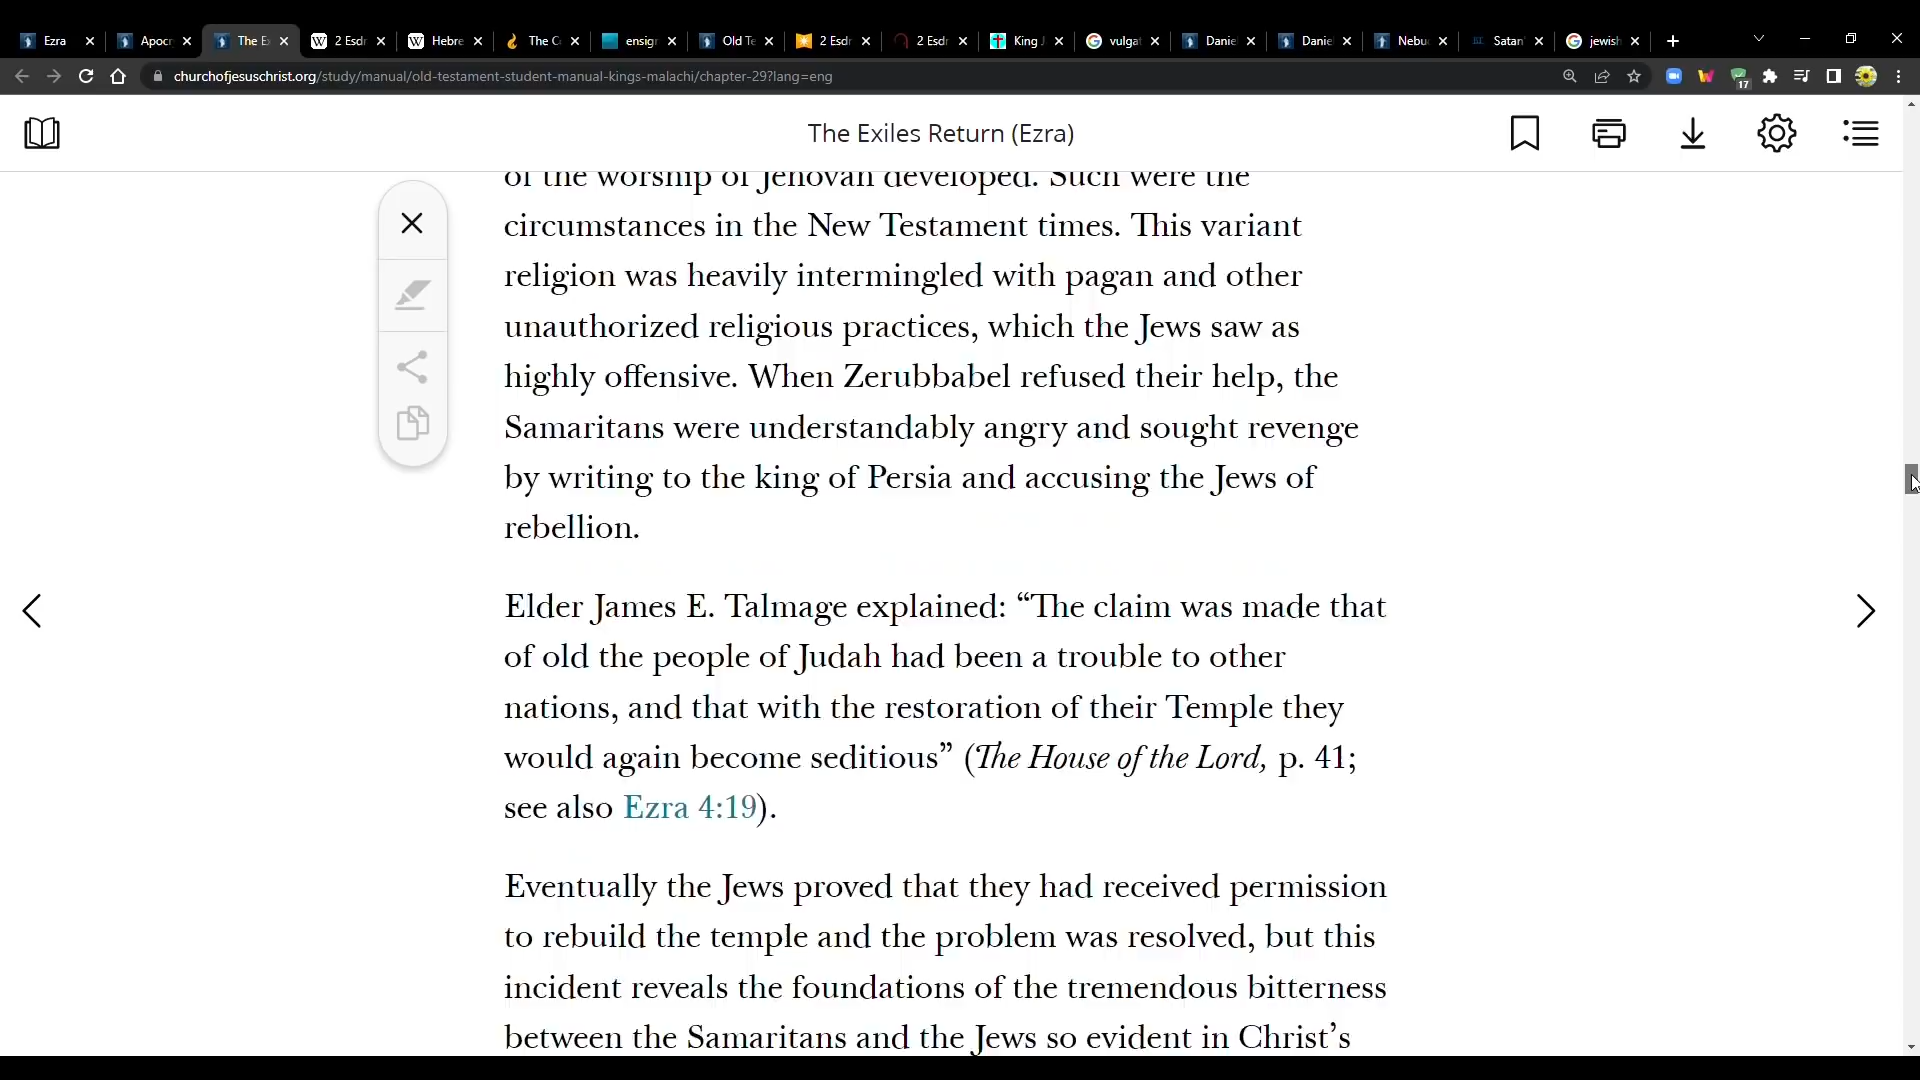 Ezra
Apocr
The Ex
2 Esdr
Hebre
The Co
ensign
Old Te
2 Esdr
2 Esdr
King J
vulgat
Danie
Danie
Nebu
Satan'
jewish
churchofjesuschrist.org/study/manual/old-testament-student-manual-kings-malachi/chapter-29?lang=eng
17
The Exiles Return (Ezra)
of the worship of Jehovah developed. Such were the
circumstances in the New Testament times. This variant
religion was heavily intermingled with pagan and other
unauthorized religious practices, which the Jews saw as
highly offensive. When Zerubbabel refused their help, the
Samaritans were understandably angry and sought revenge
by writing to the king of Persia and accusing the Jews of
rebellion.
Elder James E. Talmage explained: “The claim was made that
of old the people of Judah had been a trouble to other
nations, and that with the restoration of their Temple they
would again become seditious” (The House of the Lord, p. 41;
see also Ezra 4:19).
Eventually the Jews proved that they had received permission
to rebuild the temple and the problem was resolved, but this
incident reveals the foundations of the tremendous bitterness
between the Samaritans and the Jews so evident in Christ’s